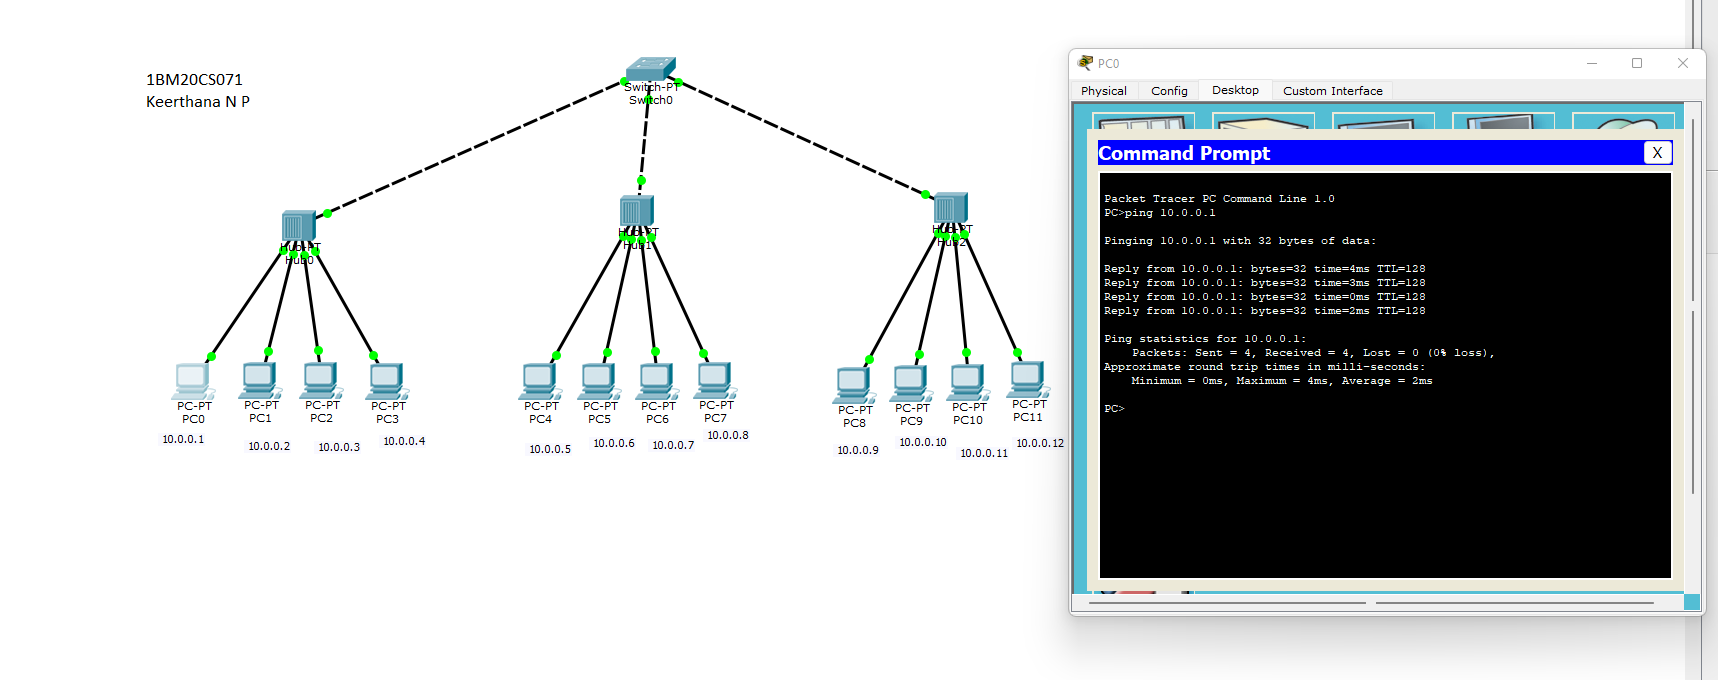 1BM20CS071
Keerthana N P
Switch-PT
Switch0
Hub-PT
Hub0
Hub-PT
Hub1
Hub-PT
Hub2
PC-PT
PC0
10.0.0.1
PC-PT
PC1
10.0.0.2
PC-PT
PC2
10.0.0.3
PC-PT
PC3
10.0.0.4
PC-PT
PC4
10.0.0.5
PC-PT
PC5
10.0.0.6
PC-PT
PC6
10.0.0.7
PC-PT
PC7
10.0.0.8
PC-PT
PC8
10.0.0.9
PC-PT
PC9
10.0.0.10
PC-PT
PC10
10.0.0.11
PC-PT
PC11
10.0.0.12
PC0
Physical Config Desktop Custom Interface
Command Prompt X
Packet Tracer PC Command Line 1.0
PC>ping 10.0.0.1
Pinging 10.0.0.1 with 32 bytes of data:
Reply from 10.0.0.1: bytes=32 time=4ms TTL=128
Reply from 10.0.0.1: bytes=32 time=3ms TTL=128
Reply from 10.0.0.1: bytes=32 time=0ms TTL=128
Reply from 10.0.0.1: bytes=32 time=2ms TTL=128
Ping statistics for 10.0.0.1:
Packets: Sent = 4, Received = 4, Lost = 0 (0% loss),
Approximate round trip times in milli-seconds:
Minimum = 0ms, Maximum = 4ms, Average = 2ms
PC>